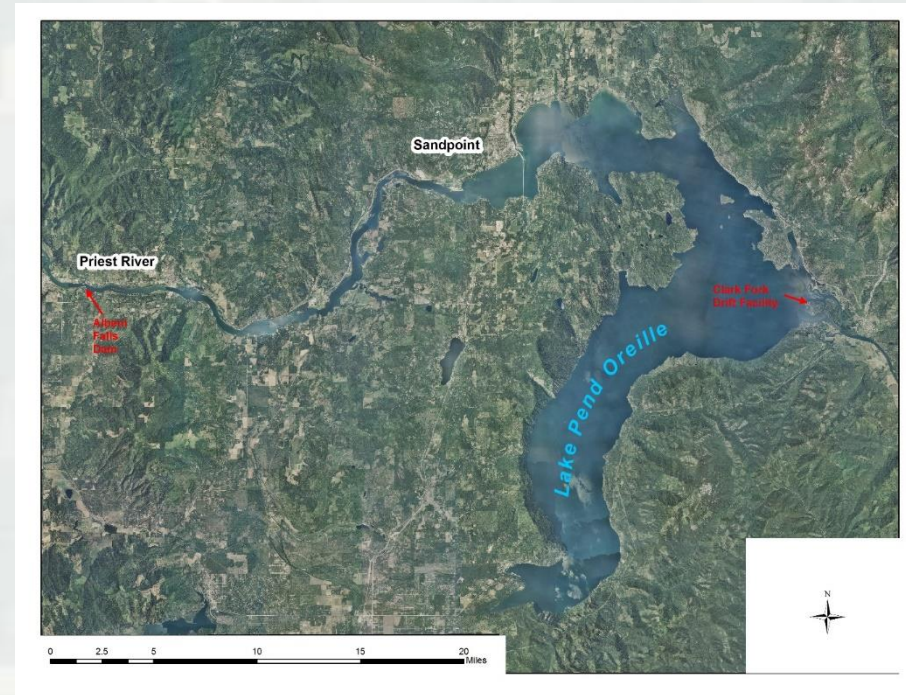 Sandpoint
Priest River
Albeni
Falls
Dam
Clark Fork
Drift Facility
Lake Pend Oreille
N
0 2.5 5 10 15 20
Miles